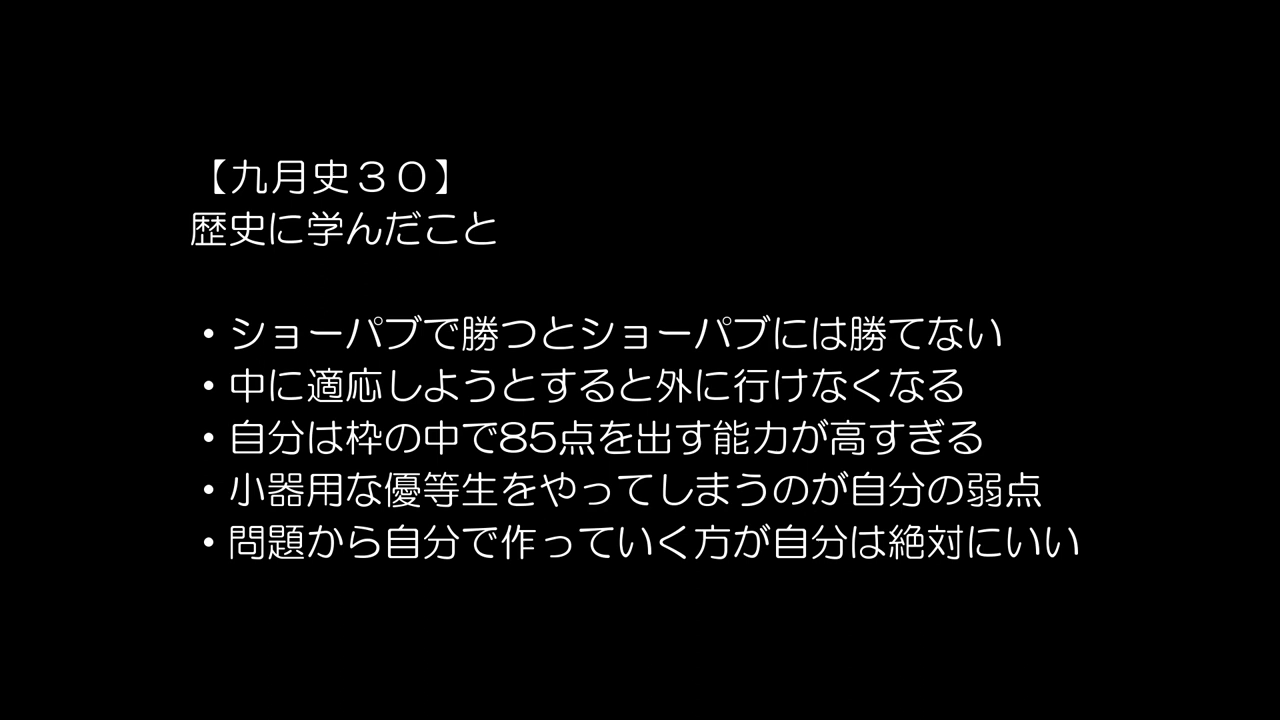 【九月史３０】
歴史に学んだこと
・ショーパブで勝つとショーパブには勝てない
・中に適応しようとすると外に行けなくなる
・自分は枠の中で85点を出す能力が高すぎる
・小器用な優等生をやってしまうのが自分の弱点
・問題から自分で作っていく方が自分は絶対にいい